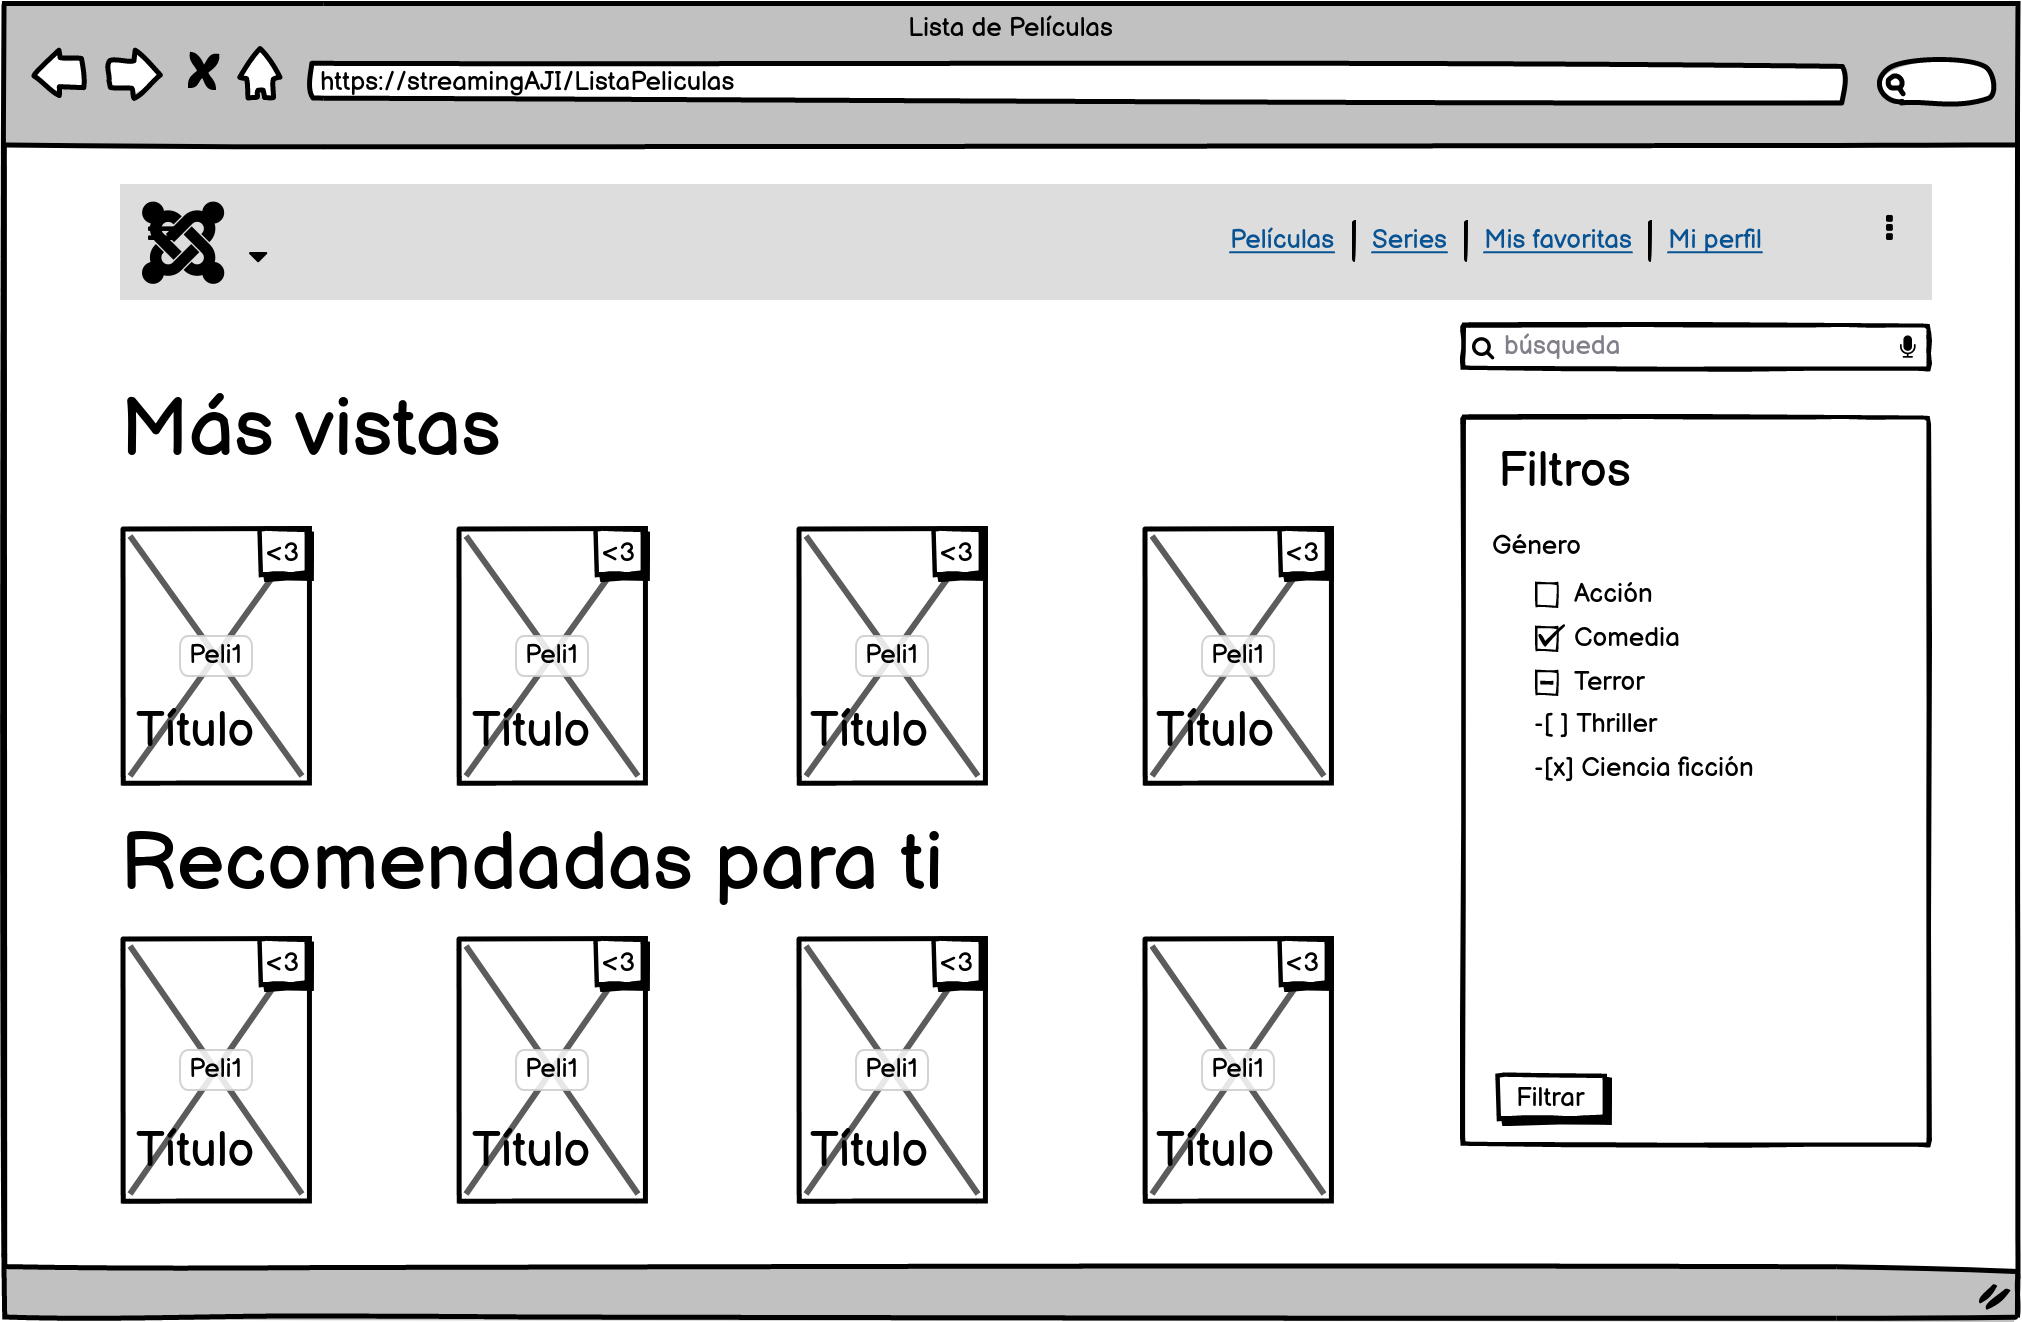 Lista de Películas
https://streamingAJI/ListaPeliculas
Películas Series Mis favoritas Mi perfil
búsqueda
Más vistas
<3 <3 <3 <3
Peli1 Peli1 Peli1 Peli1
Título Título Título Título
Recomendadas para ti
<3 <3 <3 <3
Peli1 Peli1 Peli1 Peli1
Título Título Título Título
Filtros
Género
Acción
Comedia
Terror
-[ ] Thriller
-[x] Ciencia ficción
Filtrar